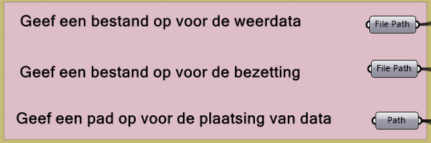 Geef een bestand op voor de weerdata File Path
Geef een bestand op voor de bezetting File Path
Geef een pad op voor de plaatsing van data Path